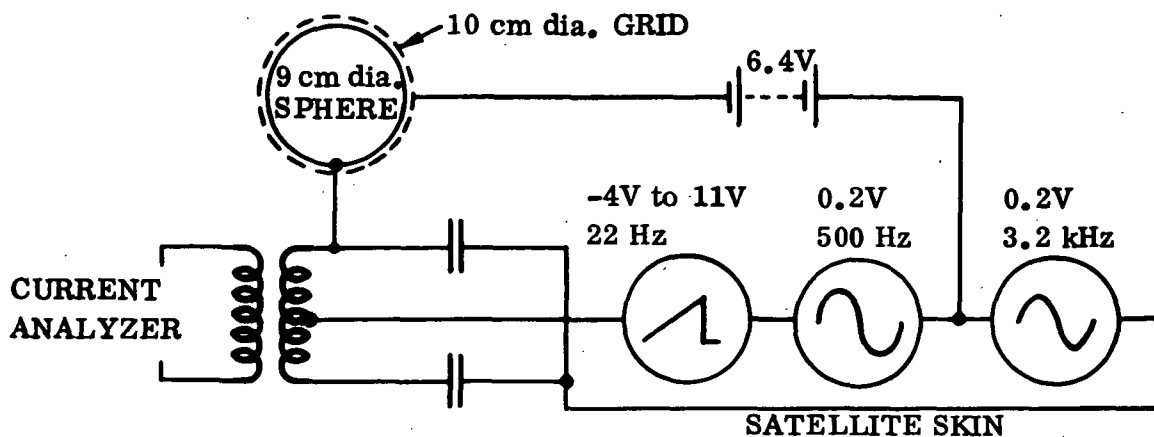 10 cm dia. GRID
9 cm dia.
SPHERE
6.4V
-4V to 11V
22 Hz
0.2V
500 Hz
0.2V
3.2 kHz
CURRENT
ANALYZER
SATELLITE SKIN